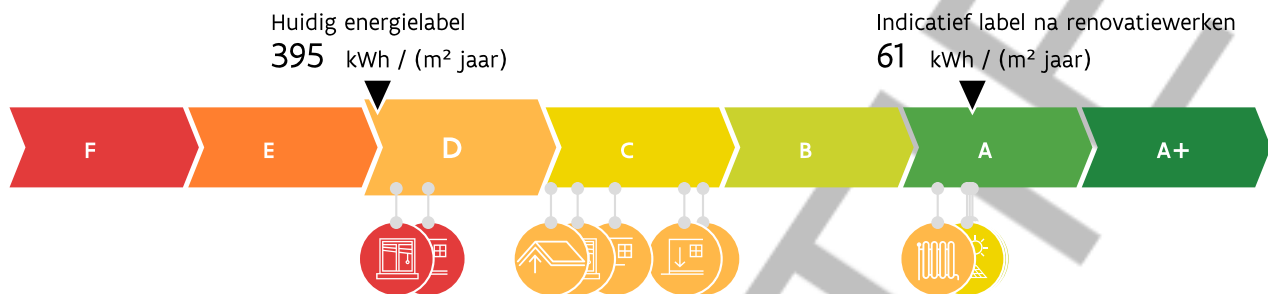 Huidig energielabel
395 kWh / (m² jaar)
Indicatief label na renovatiewerken
61 kWh / (m² jaar)
F E D C B A A+